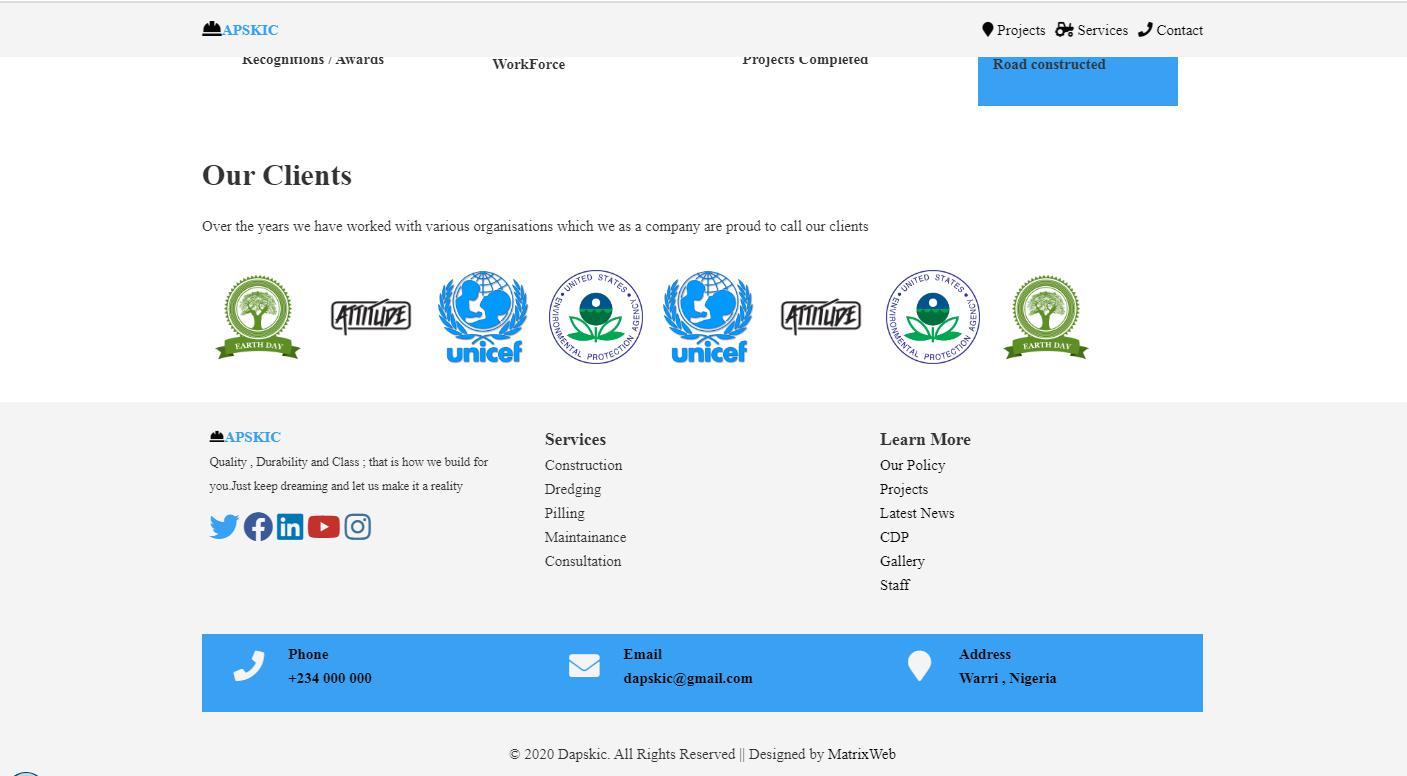 APSKIC
Projects Services Contact
Recognitions / Awards
WorkForce
Projects Completed
Road constructed
Our Clients
Over the years we have worked with various organisations which we as a company are proud to call our clients
EARTH DAY
ATTITUDE
unicef
UNITED STATES
ENVIRONMENTAL PROTECTION AGENCY
unicef
ATTITUDE
UNITED STATES
ENVIRONMENTAL PROTECTION AGENCY
EARTH DAY
APSKIC
Quality , Durability and Class ; that is how we build for
you.Just keep dreaming and let us make it a reality
Services
Construction
Dredging
Pilling
Maintainance
Consultation
Learn More
Our Policy
Projects
Latest News
CDP
Gallery
Staff
Phone
+234 000 000
Email
dapskic@gmail.com
Address
Warri , Nigeria
© 2020 Dapskic. All Rights Reserved || Designed by MatrixWeb